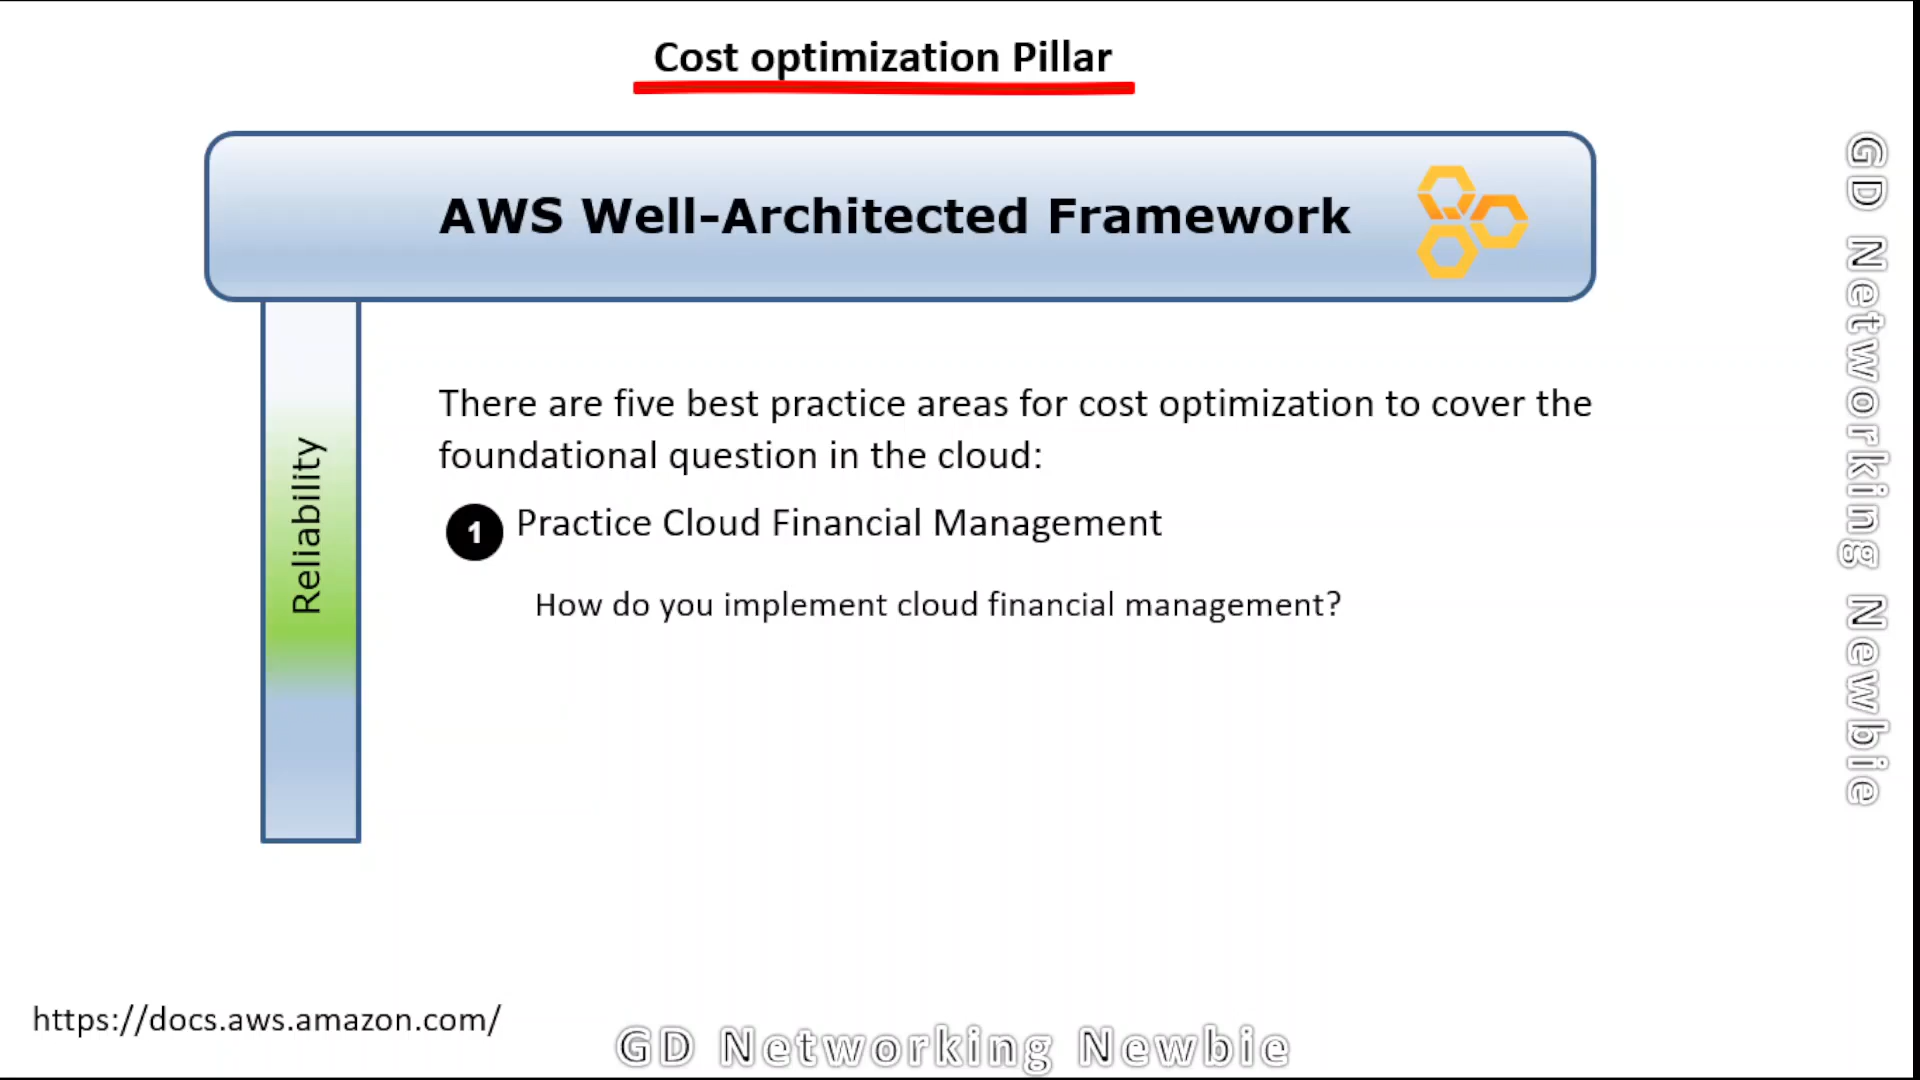 Cost optimization Pillar
AWS Well-Architected Framework
Reliability
There are five best practice areas for cost optimization to cover the
foundational question in the cloud:
1 Practice Cloud Financial Management
How do you implement cloud financial management?
https://docs.aws.amazon.com/
GD Networking Newbie
GD Networking Newbie